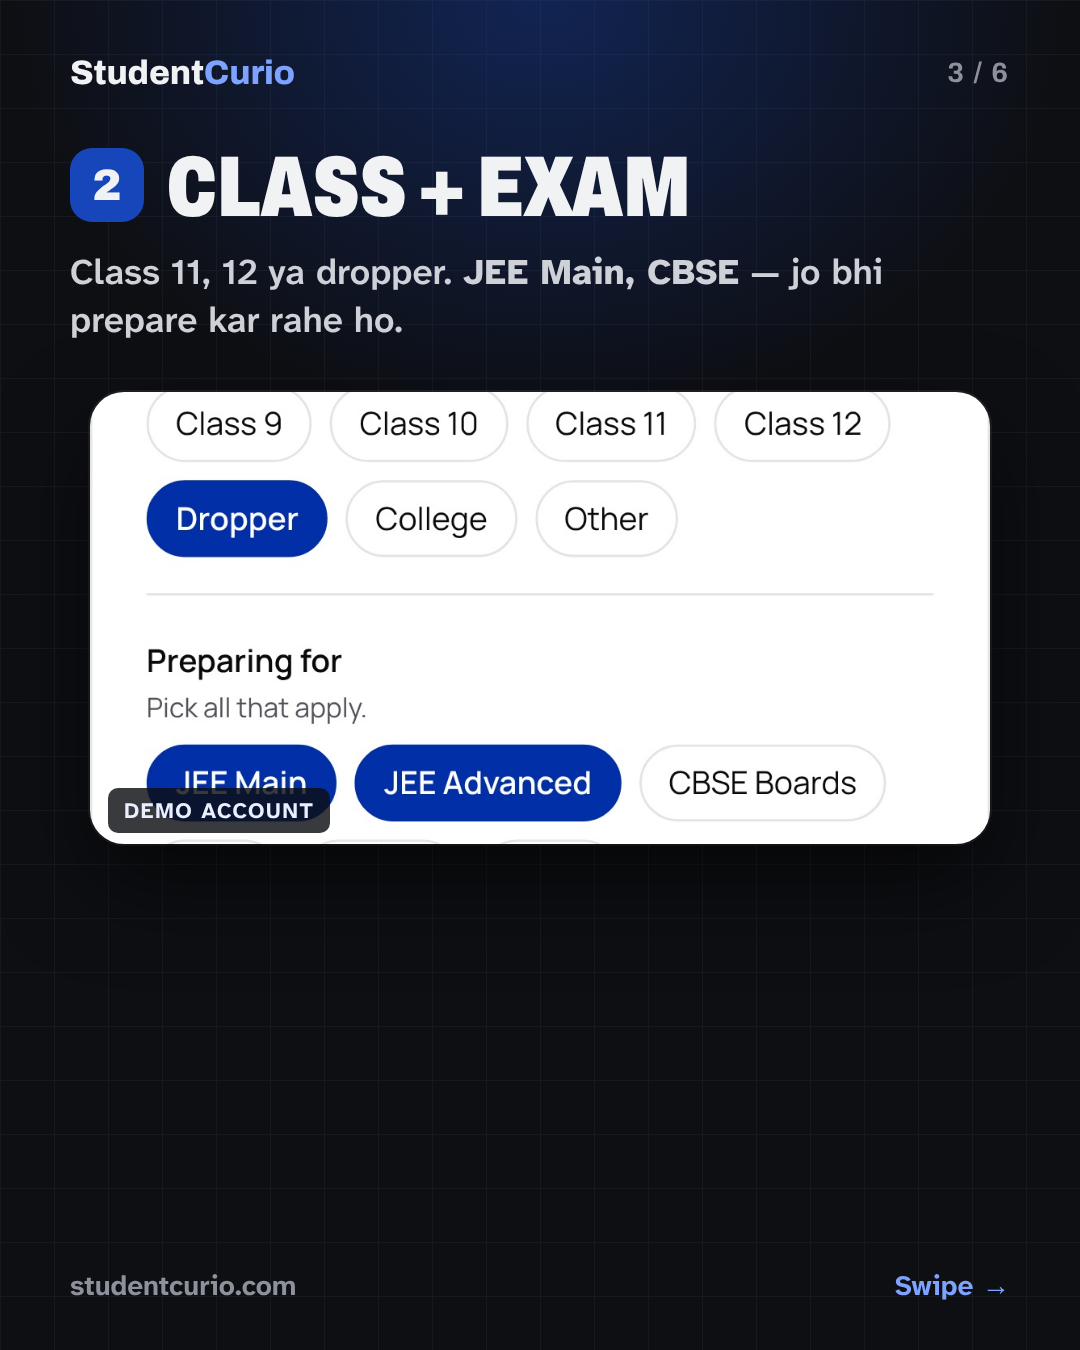 StudentCurio
3 / 6
2 CLASS + EXAM
Class 11, 12 ya dropper. JEE Main, CBSE — jo bhi
prepare kar rahe ho.
Class 9 Class 10 Class 11 Class 12
Dropper College Other
Preparing for
Pick all that apply.
JEE Main JEE Advanced CBSE Boards
DEMO ACCOUNT
studentcurio.com
Swipe →